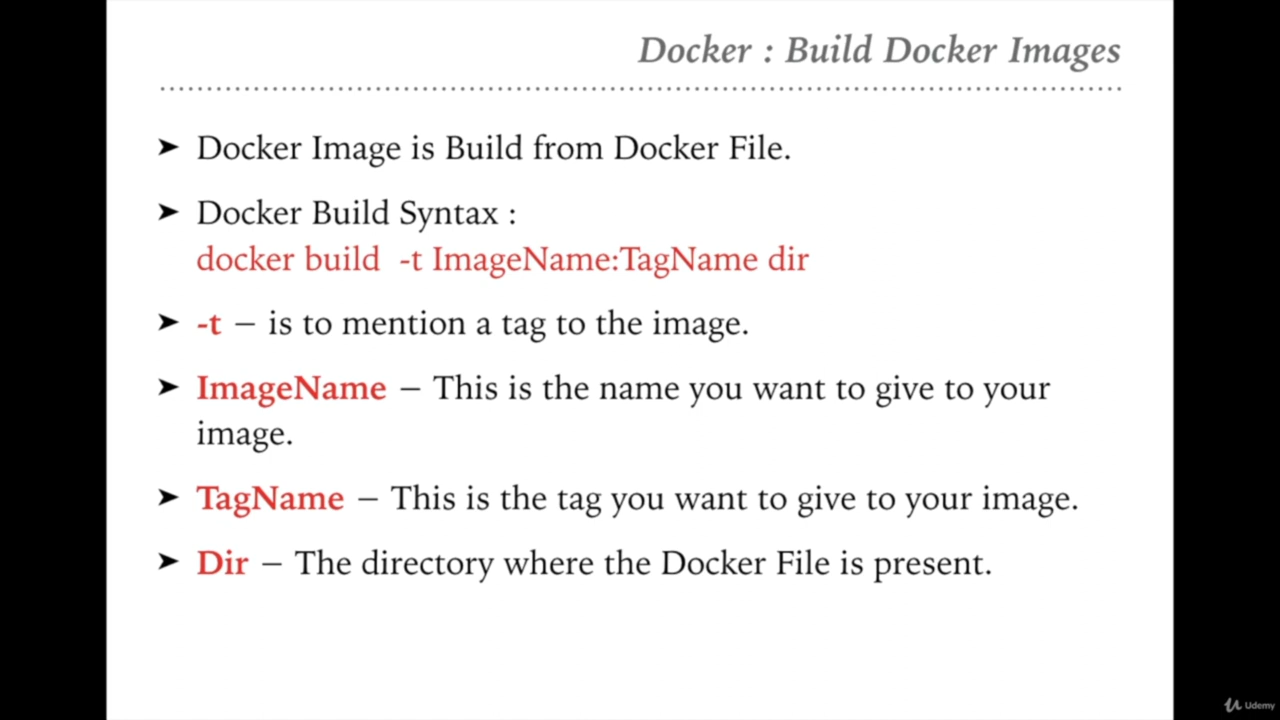 Docker : Build Docker Images
➤ Docker Image is Build from Docker File.
➤ Docker Build Syntax :
docker build -t ImageName:TagName dir
➤ -t – is to mention a tag to the image.
➤ ImageName – This is the name you want to give to your
image.
➤ TagName – This is the tag you want to give to your image.
➤ Dir – The directory where the Docker File is present.
Udemy